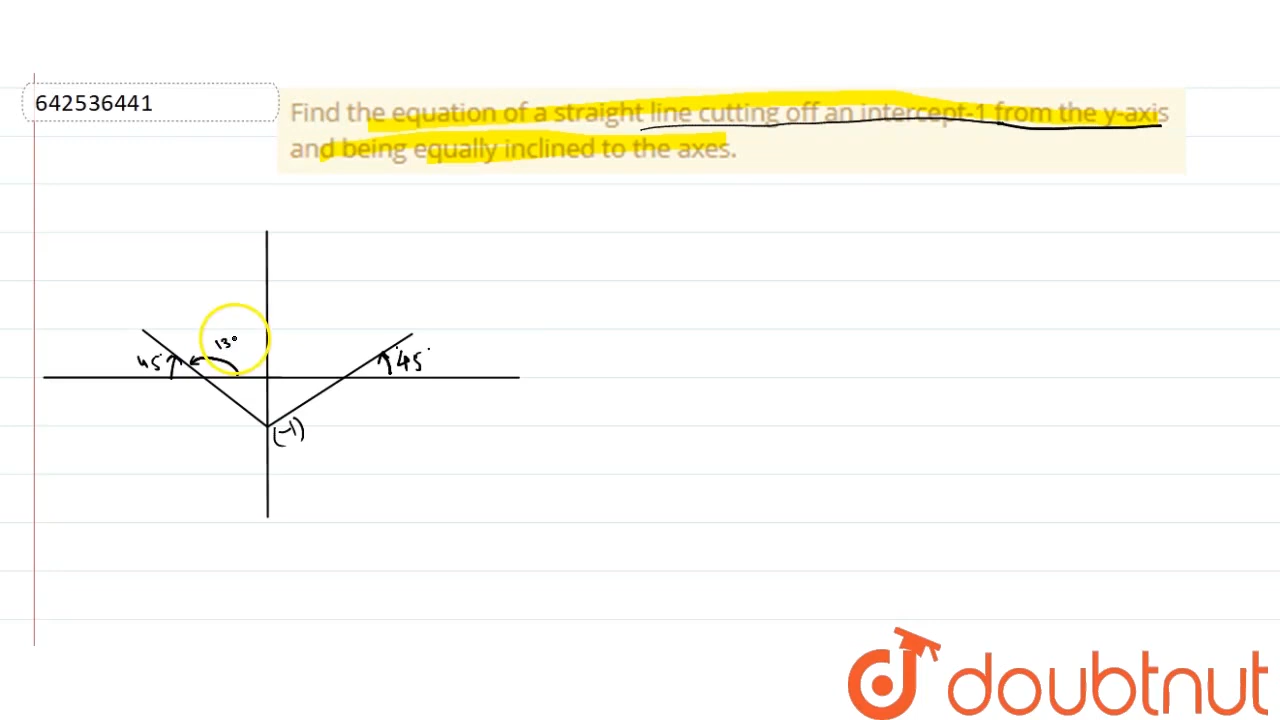 642536441
Find the equation of a straight line cutting off an intercept-1 from the y-axis
and being equally inclined to the axes.
13°
45°
45°
(-1)
doubtnut